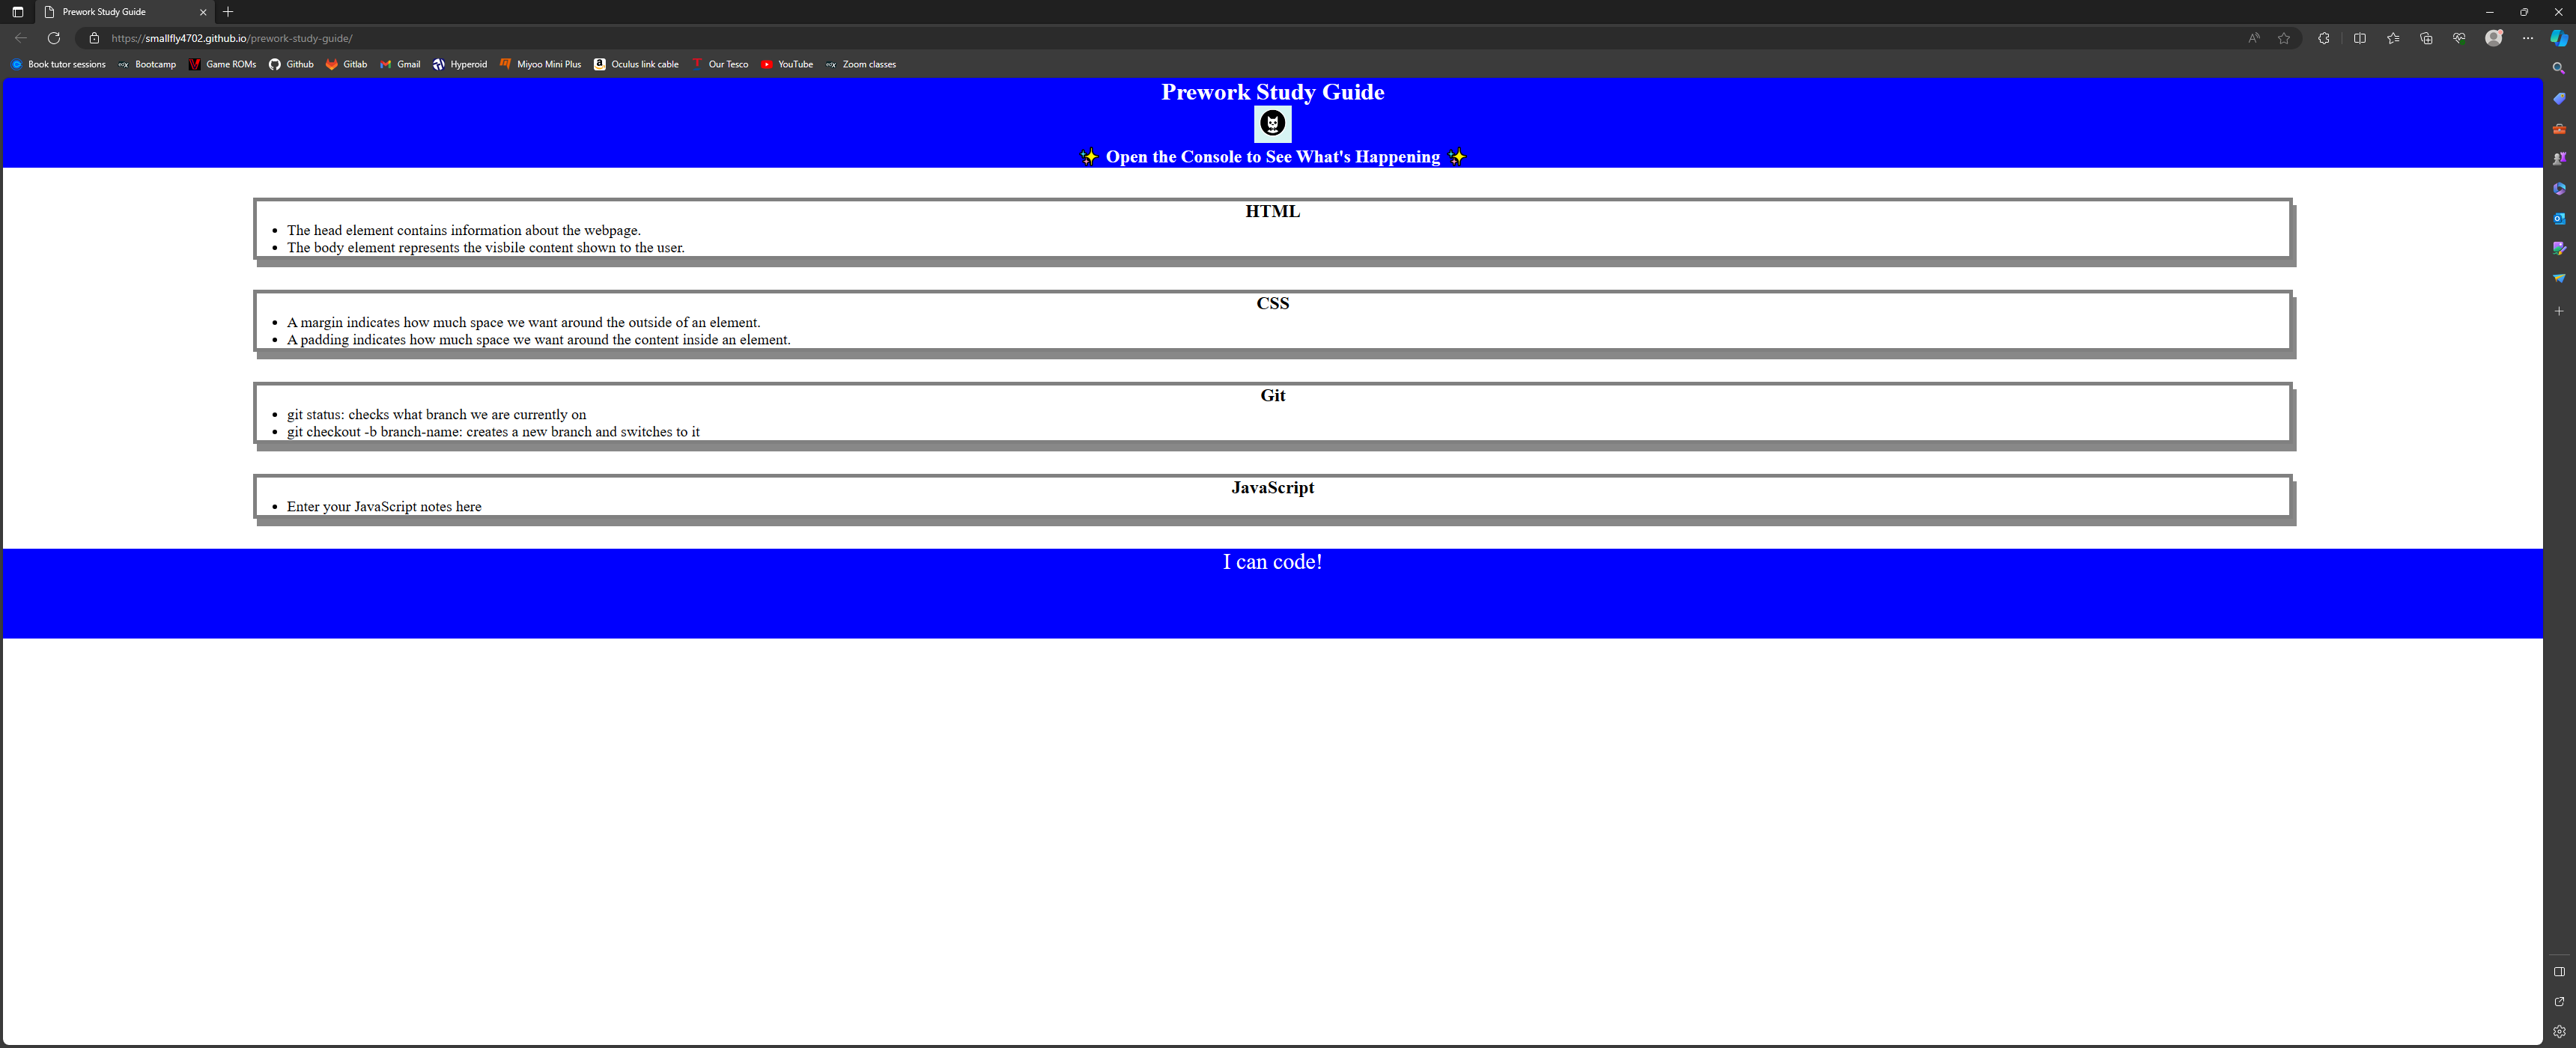 Prework Study Guide
https://smallfly4702.github.io/prework-study-guide/
Book tutor sessions Bootcamp Game ROMs Github Gitlab Gmail Hyperoid Miyoo Mini Plus Oculus link cable Our Tesco YouTube Zoom classes
Prework Study Guide
✨ Open the Console to See What's Happening ✨
HTML
• The head element contains information about the webpage.
• The body element represents the visbile content shown to the user.
CSS
• A margin indicates how much space we want around the outside of an element.
• A padding indicates how much space we want around the content inside an element.
Git
• git status: checks what branch we are currently on
• git checkout -b branch-name: creates a new branch and switches to it
JavaScript
• Enter your JavaScript notes here
I can code!